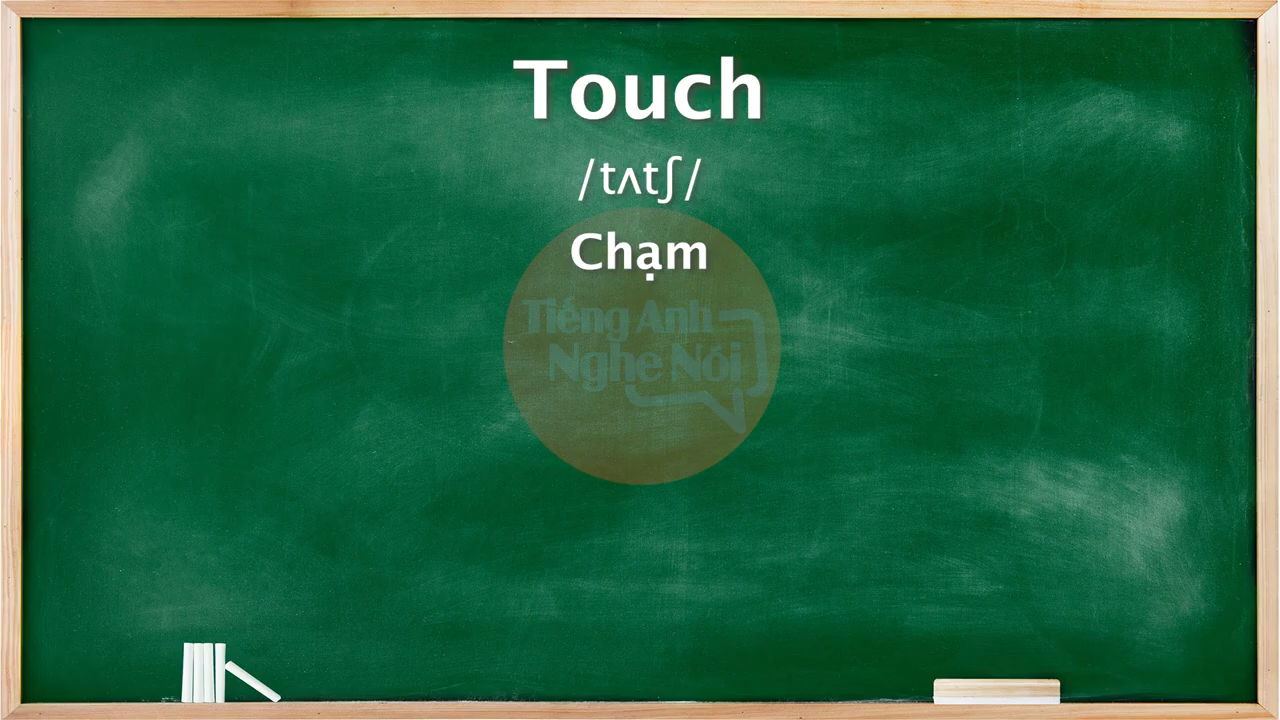 Touch
/tʌtʃ/
Chạm
Tiếng Anh
Nghe Nói